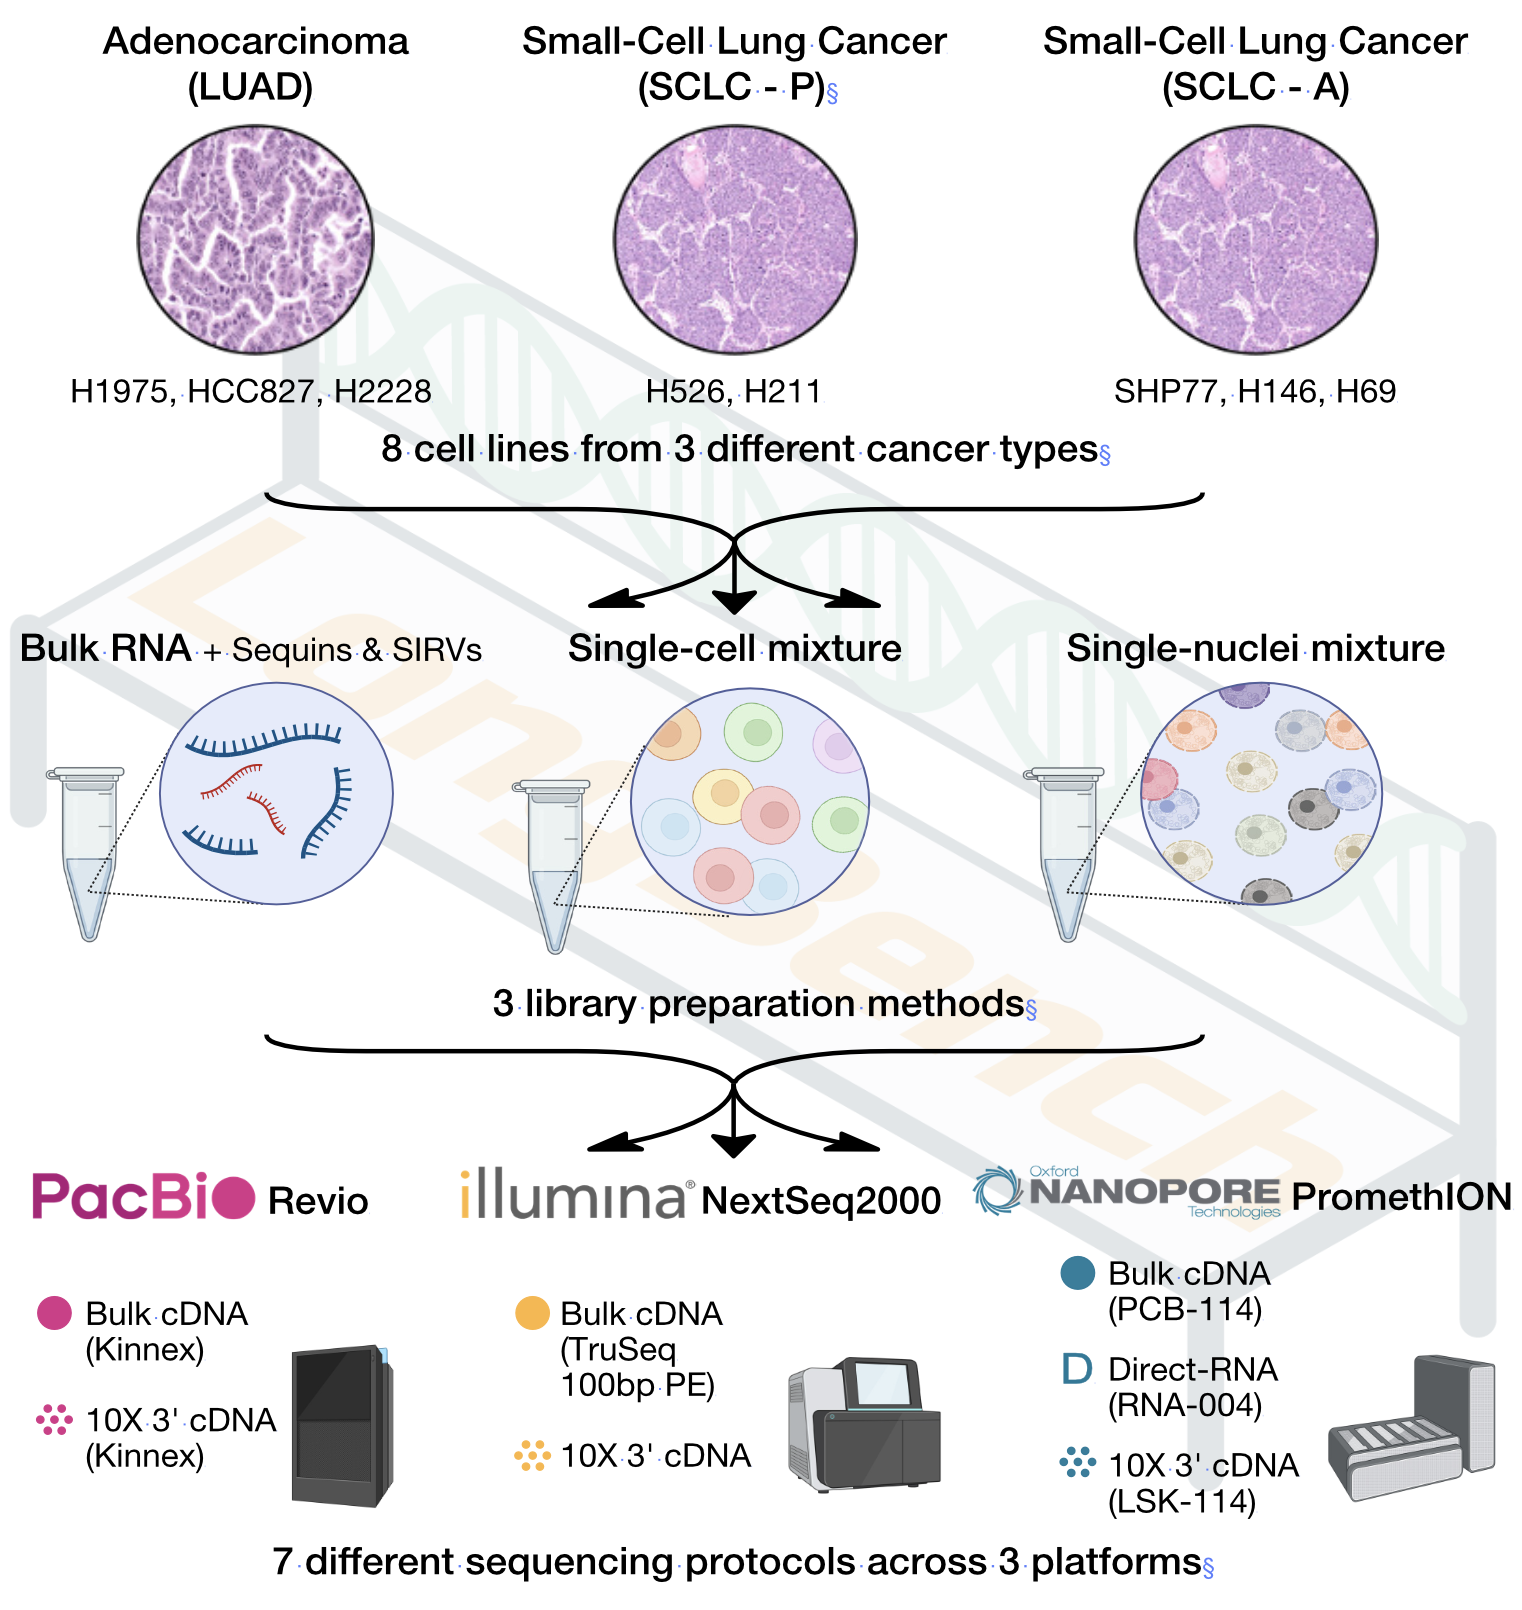 Adenocarcinoma
(LUAD)
Small-Cell Lung Cancer
(SCLC - P)§
Small-Cell Lung Cancer
(SCLC - A)
H1975, HCC827, H2228
H526, H211
SHP77, H146, H69
8 cell lines from 3 different cancer types§
LongBench
Bulk RNA + Sequins & SIRVs
Single-cell mixture
Single-nuclei mixture
3 library preparation methods§
PacBio Revio
illumina® NextSeq2000
Oxford
NANOPORE
Technologies
PromethION
Bulk cDNA
(Kinnex)
10X 3' cDNA
(Kinnex)
Bulk cDNA
(TruSeq
100bp PE)
10X 3' cDNA
Bulk cDNA
(PCB-114)
D Direct-RNA
(RNA-004)
10X 3' cDNA
(LSK-114)
7 different sequencing protocols across 3 platforms§